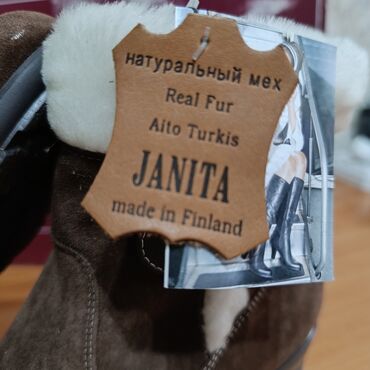 натуральный мех
Real Fur
Aito Turkis
JANITA
made in Finland